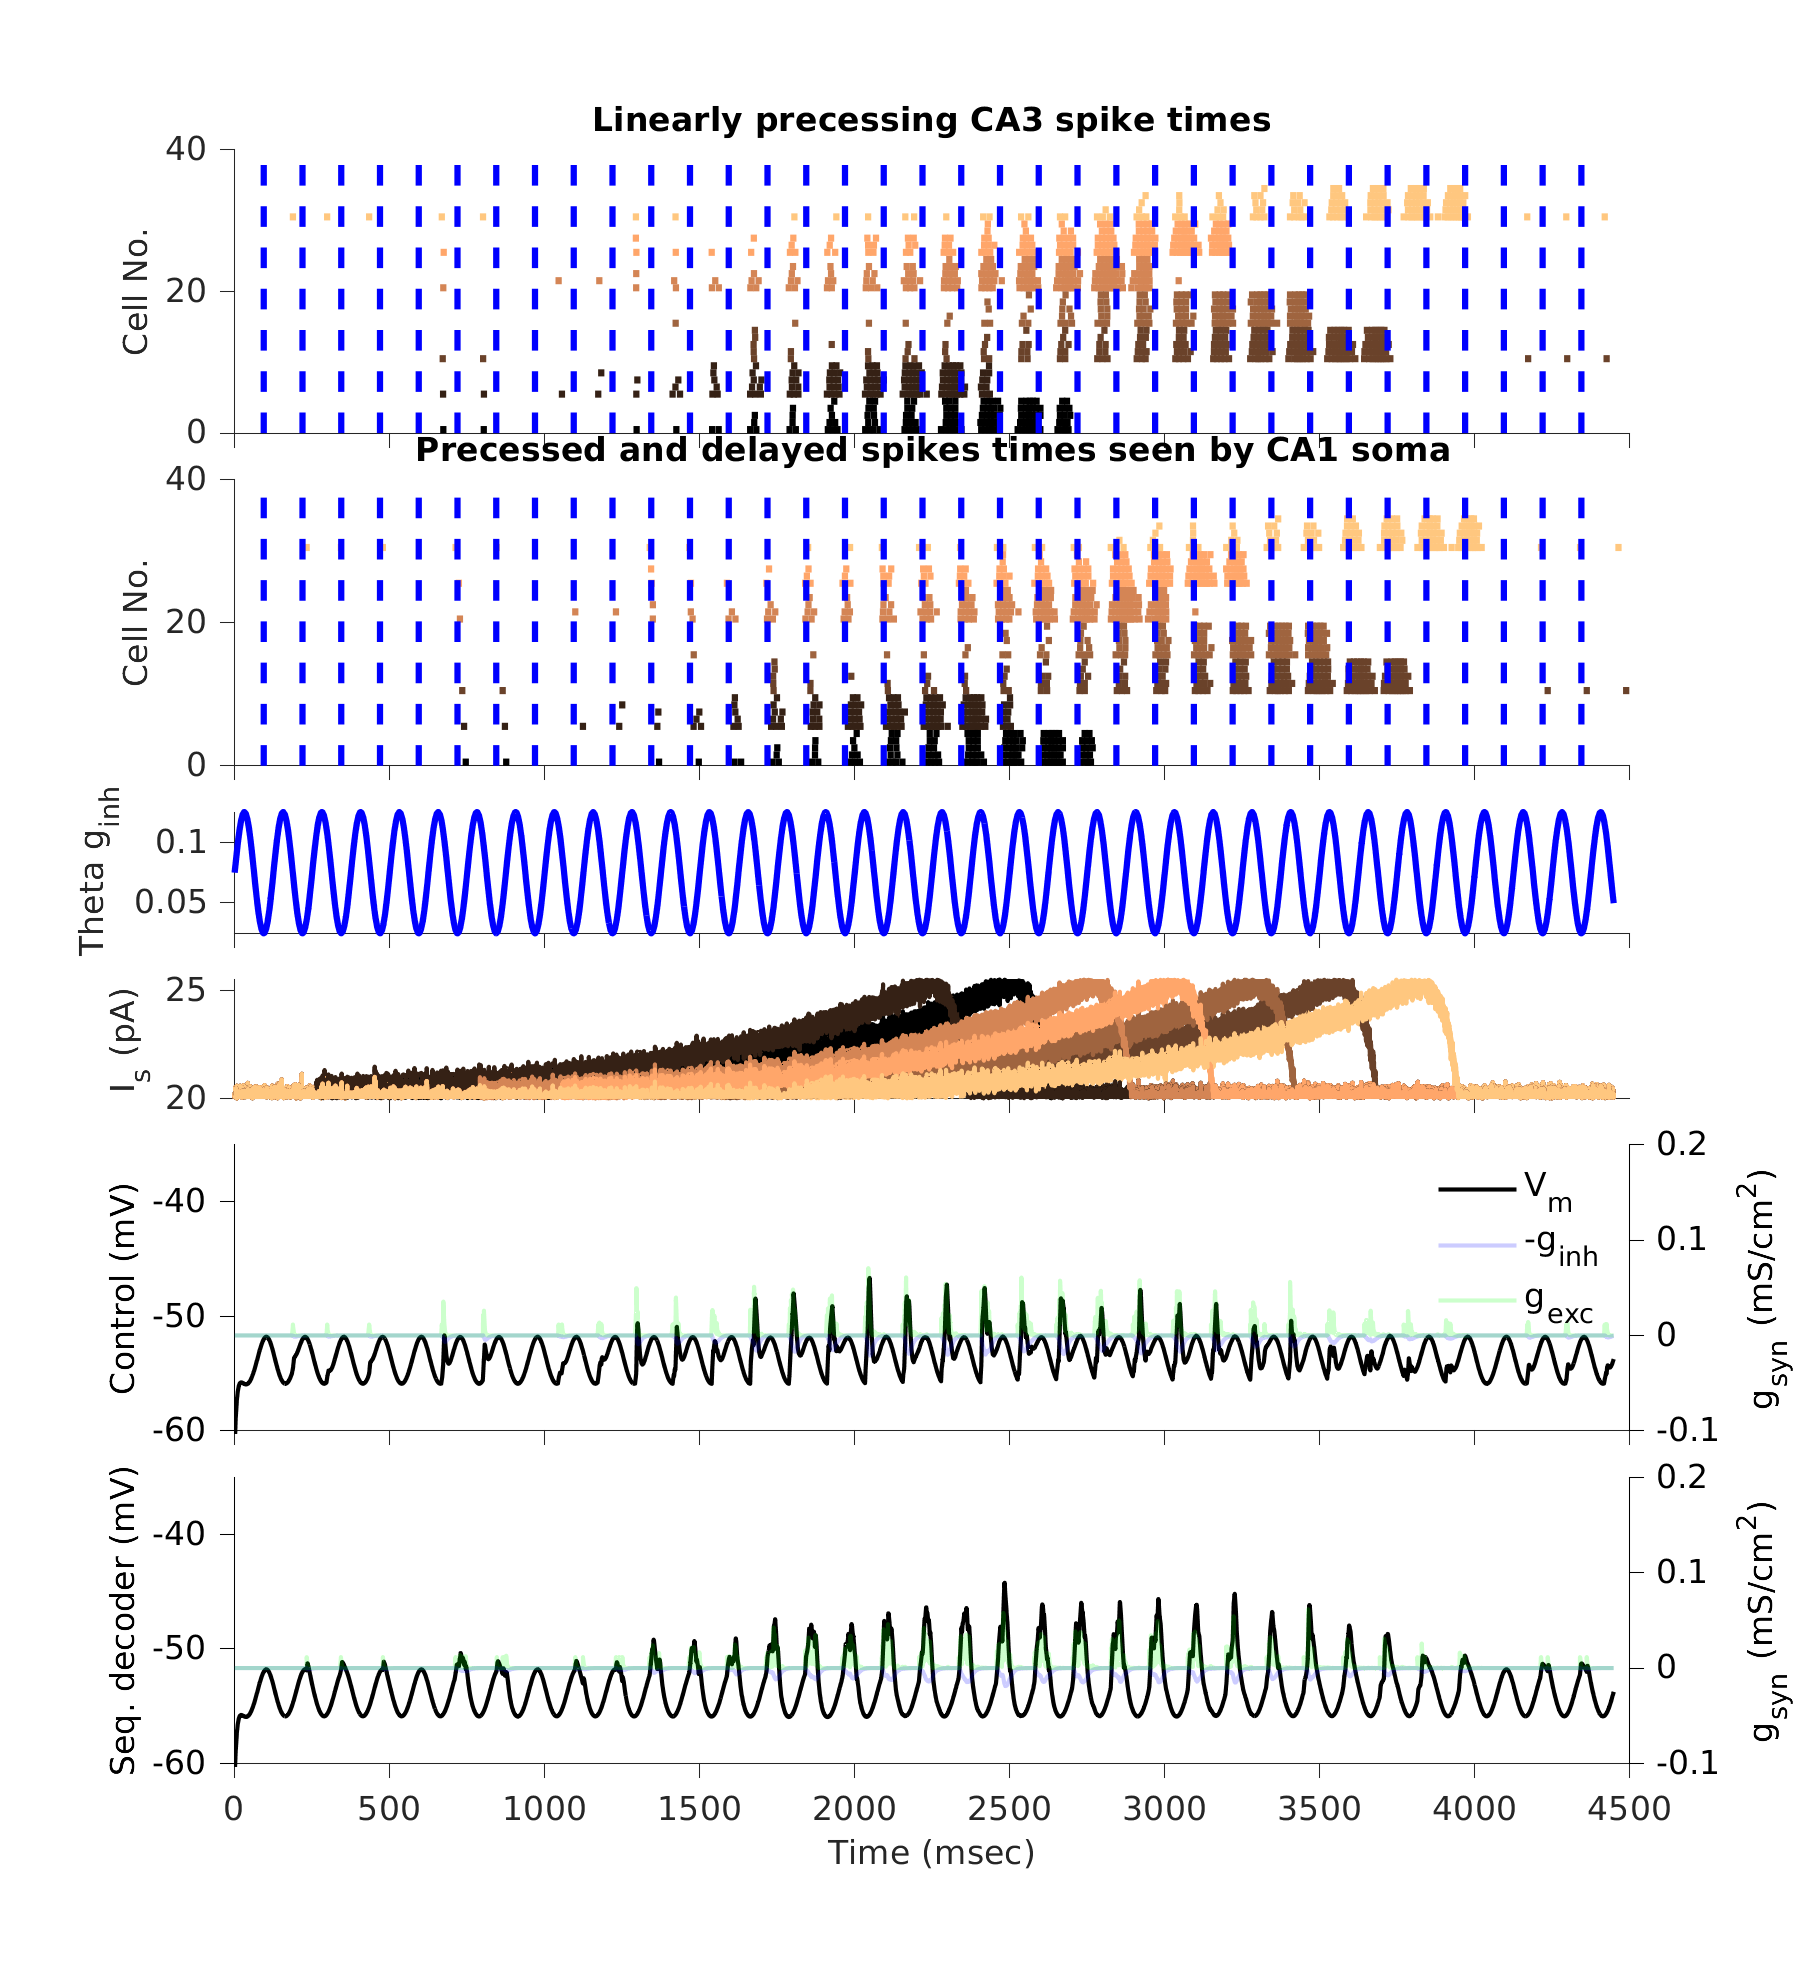 Linearly precessing CA3 spike times
40
20
0
Cell No.
Precessed and delayed spikes times seen by CA1 soma
40
20
0
Cell No.
0.1
0.05
Theta g_inh
25
20
I_s (pA)
-40
-50
-60
Control (mV)
V_m
-g_inh
g_exc
0.2
0.1
0
-0.1
g_syn (mS/cm^2)
-40
-50
-60
Seq. decoder (mV)
0.2
0.1
0
-0.1
g_syn (mS/cm^2)
0 500 1000 1500 2000 2500 3000 3500 4000 4500
Time (msec)